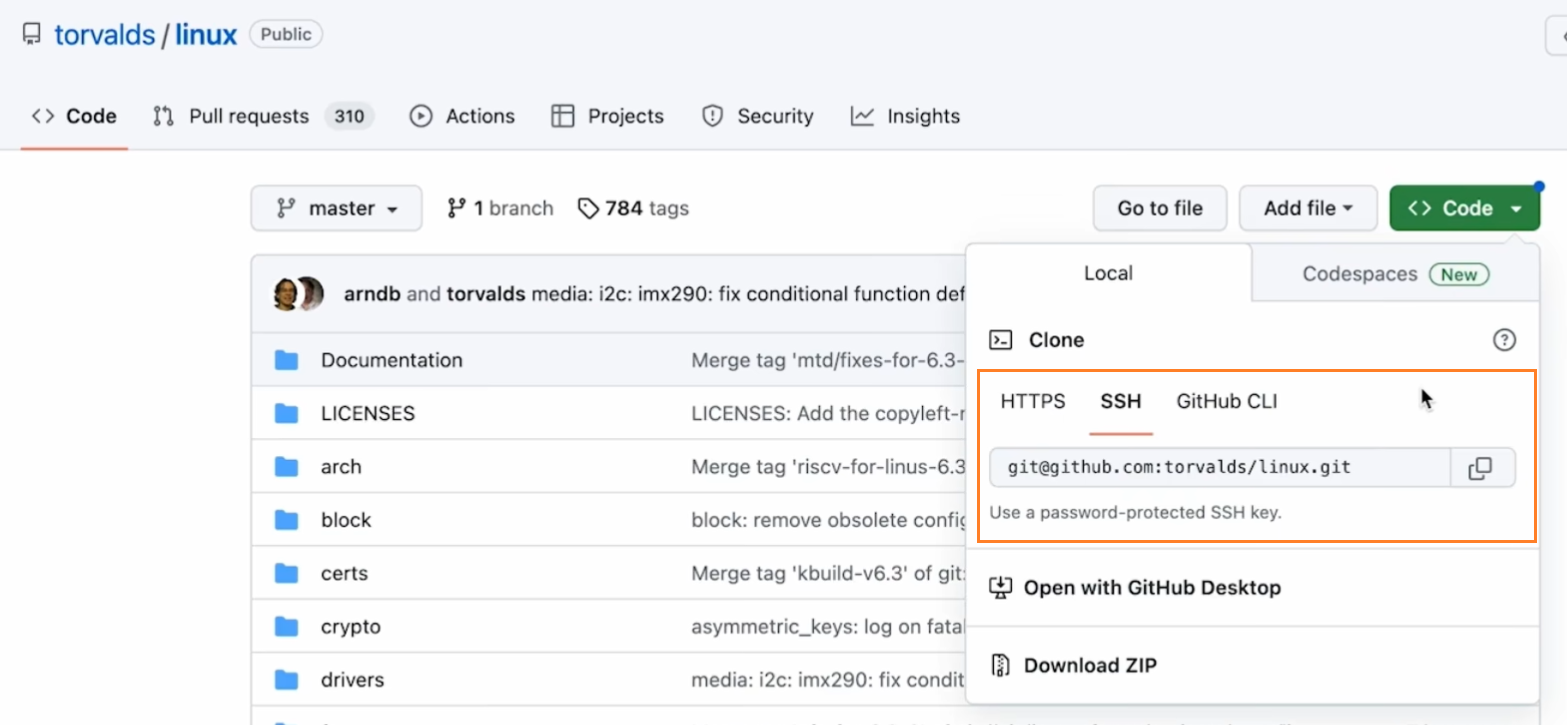 torvalds / linux Public
Code Pull requests 310 Actions Projects Security Insights
master 1 branch 784 tags Go to file Add file Code
Local Codespaces New
arndb and torvalds media: i2c: imx290: fix conditional function def
Clone
Documentation Merge tag 'mtd/fixes-for-6.3-
HTTPS SSH GitHub CLI
LICENSES LICENSES: Add the copyleft-
arch Merge tag 'riscv-for-linus-6.3
git@github.com:torvalds/linux.git
Use a password-protected SSH key.
block block: remove obsolete config
certs Merge tag 'kbuild-v6.3' of git:
Open with GitHub Desktop
crypto asymmetric_keys: log on fatal
Download ZIP
drivers media: i2c: imx290: fix condit